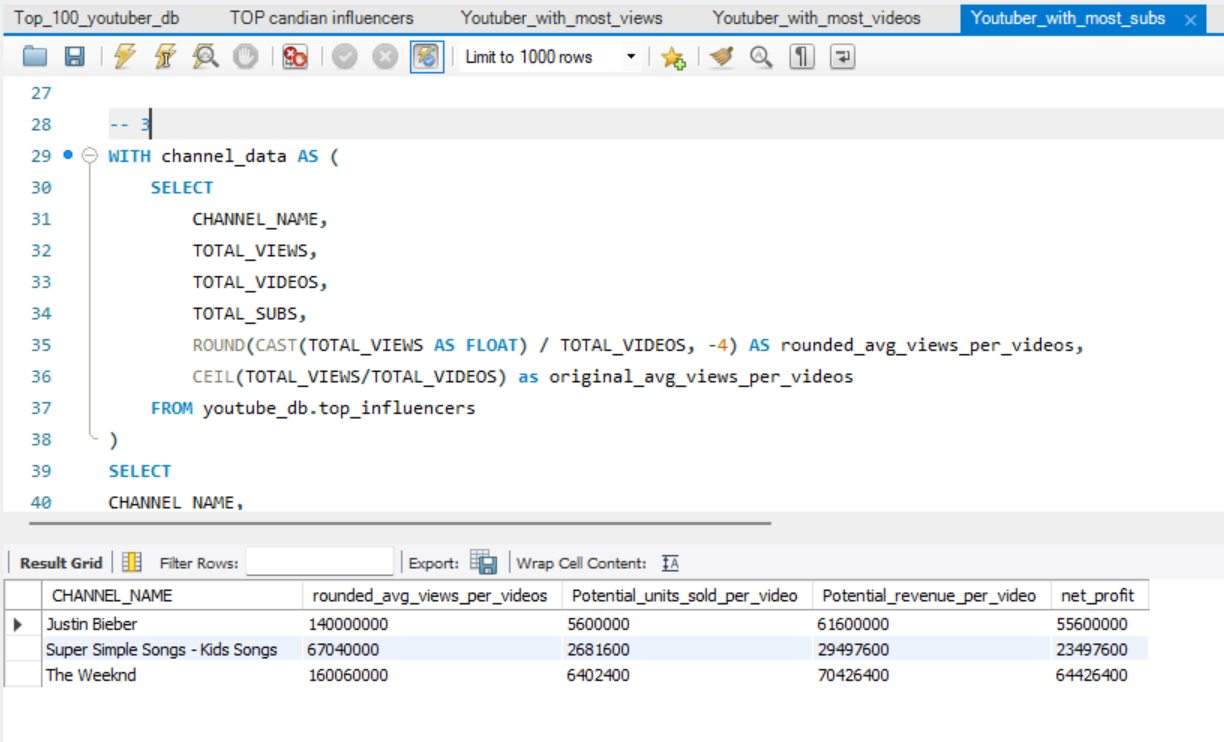 Top_100_youtuber_db TOP candian influencers Youtuber_with_most_views Youtuber_with_most_videos Youtuber_with_most_subs
Limit to 1000 rows
27
28 -- 3
29 WITH channel_data AS (
30 SELECT
31 CHANNEL_NAME,
32 TOTAL_VIEWS,
33 TOTAL_VIDEOS,
34 TOTAL_SUBS,
35 ROUND(CAST(TOTAL_VIEWS AS FLOAT) / TOTAL_VIDEOS, -4) AS rounded_avg_views_per_videos,
36 CEIL(TOTAL_VIEWS/TOTAL_VIDEOS) as original_avg_views_per_videos
37 FROM youtube_db.top_influencers
38 )
39 SELECT
40 CHANNEL_NAME,
Result Grid Filter Rows: Export: Wrap Cell Content:
CHANNEL_NAME rounded_avg_views_per_videos Potential_units_sold_per_video Potential_revenue_per_video net_profit
Justin Bieber 140000000 5600000 61600000 55600000
Super Simple Songs - Kids Songs 67040000 2681600 29497600 23497600
The Weeknd 160060000 6402400 70426400 64426400